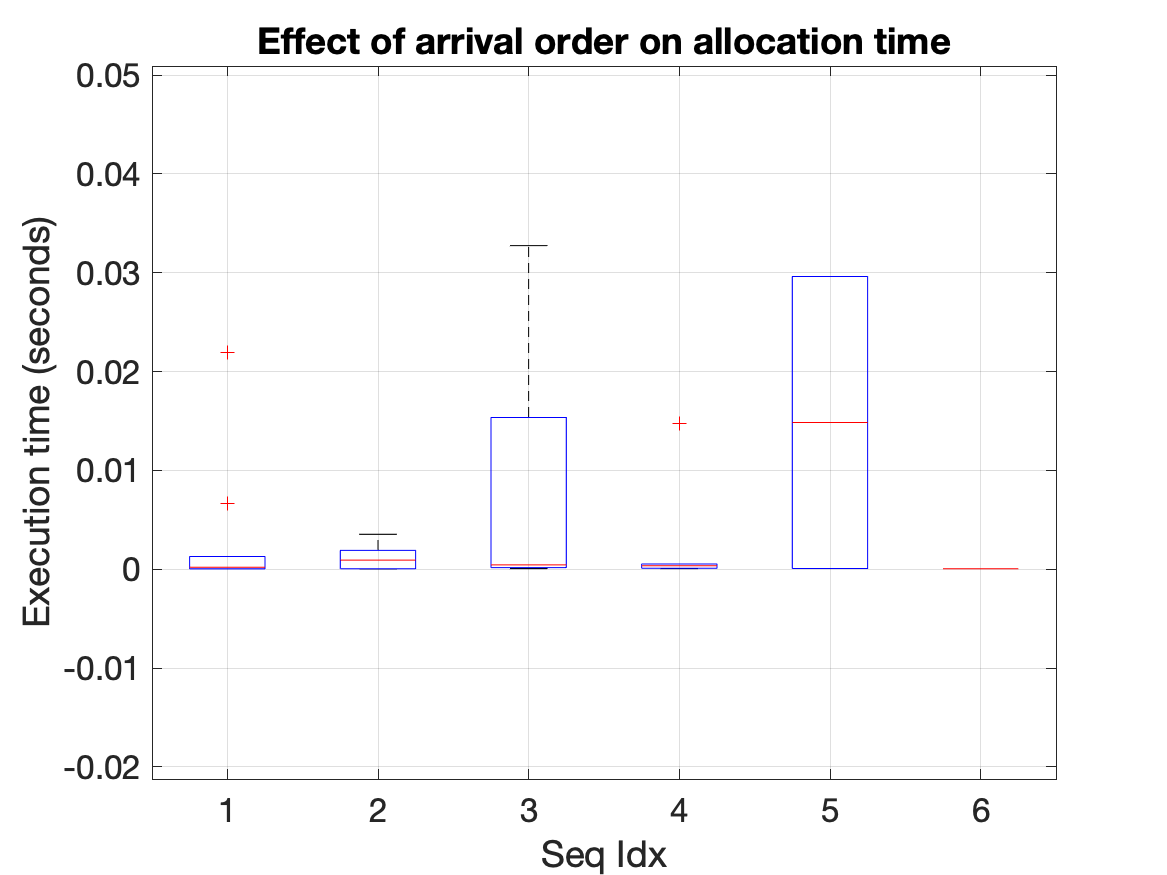 Effect of arrival order on allocation time
0.05
0.04
0.03
0.02
0.01
0
-0.01
-0.02
Execution time (seconds)
1 2 3 4 5 6
Seq Idx